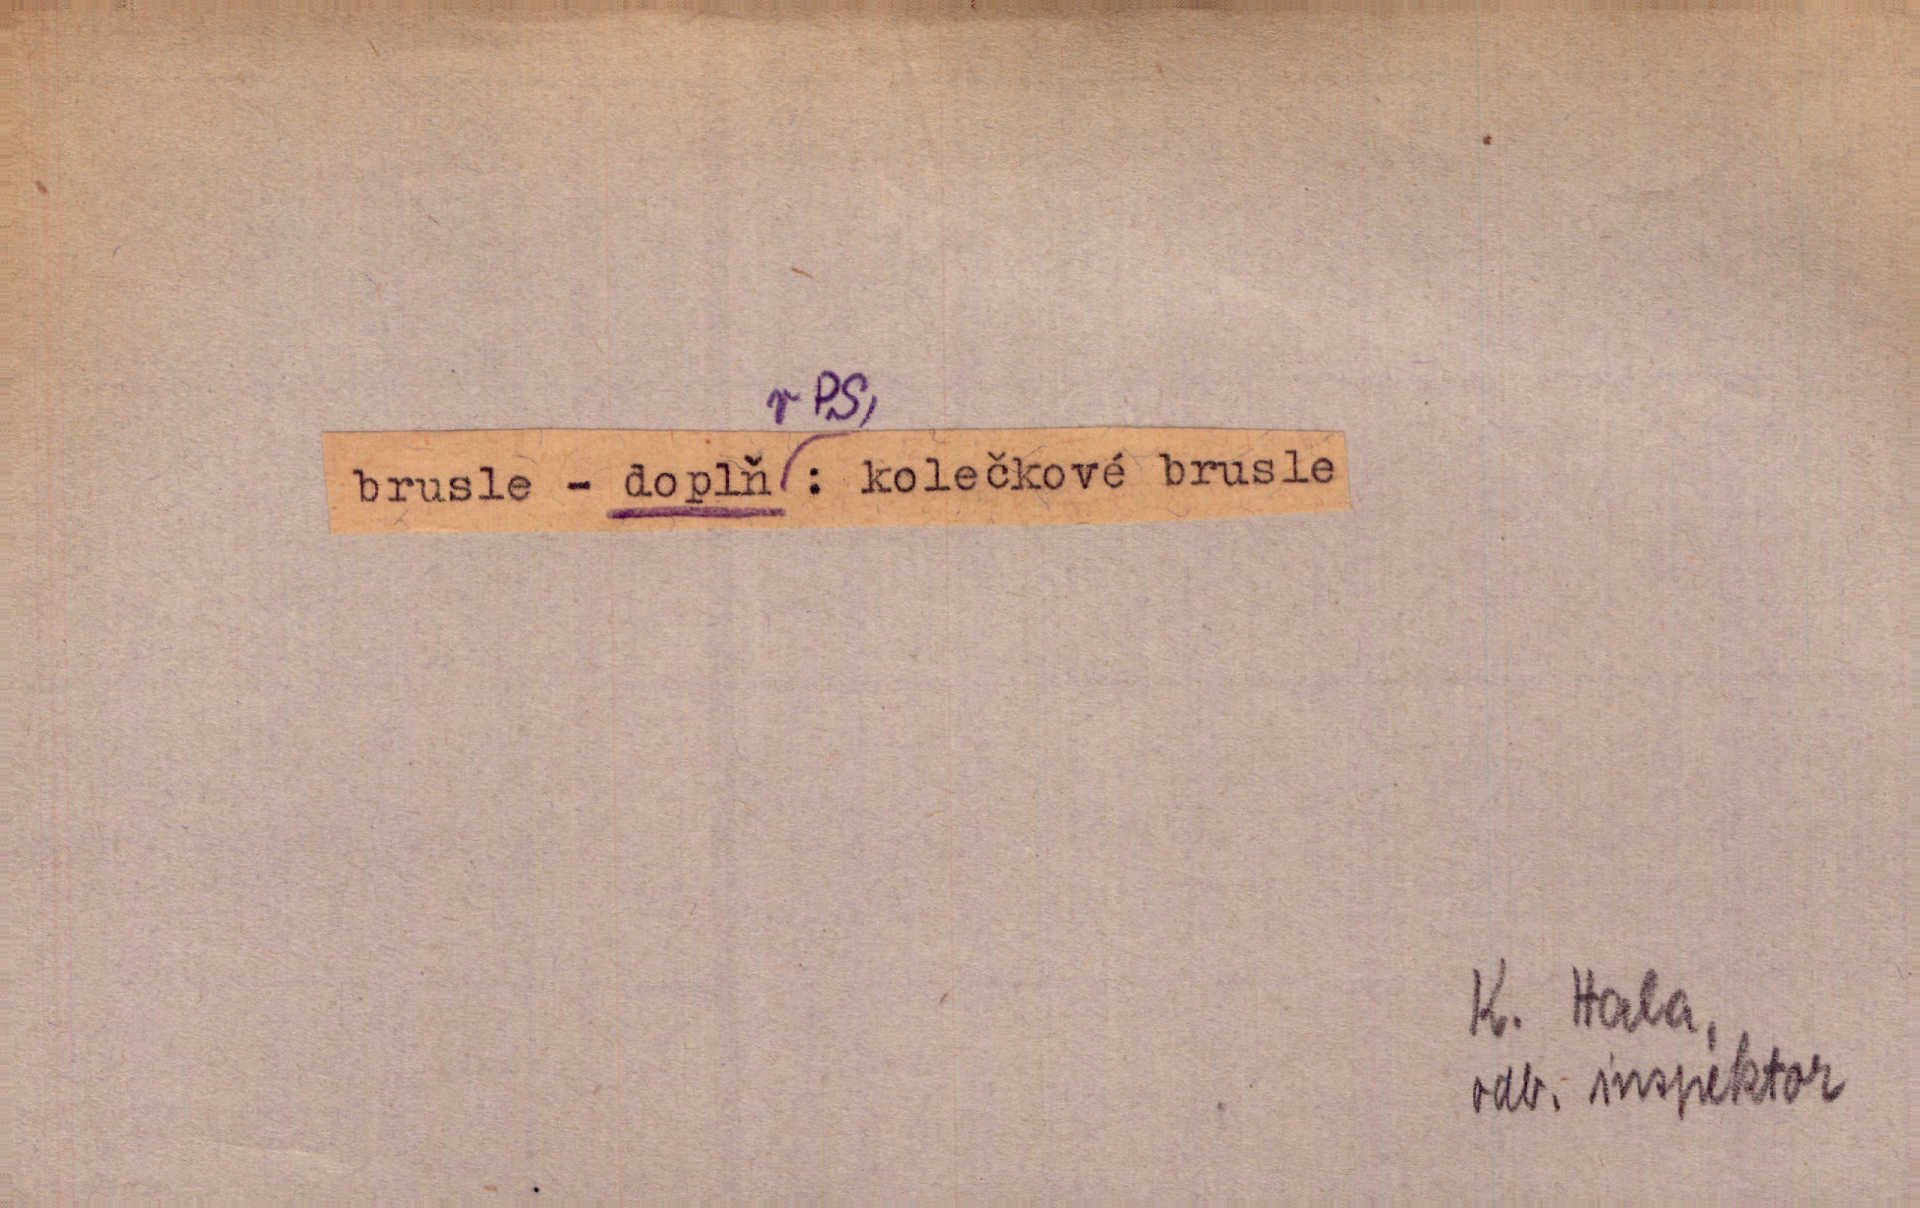 v PS,
brusle - doplň : kolečkové brusle
K. Hala,
odb. inspektor